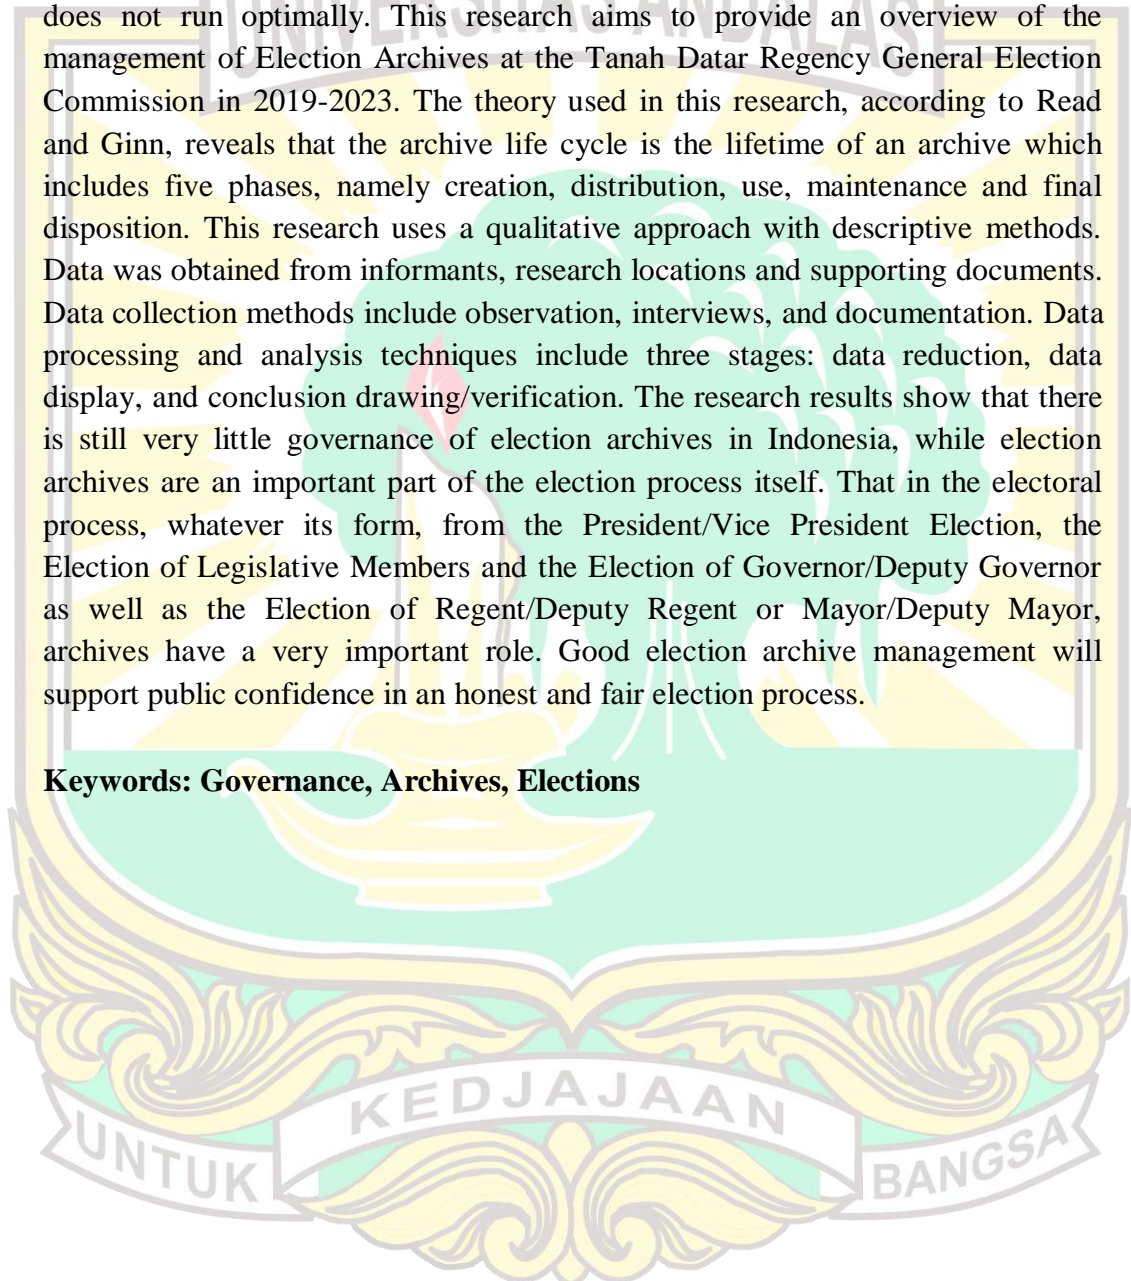 UNIVERSITAS ANDALAS
does not run optimally. This research aims to provide an overview of the
management of Election Archives at the Tanah Datar Regency General Election
Commission in 2019-2023. The theory used in this research, according to Read
and Ginn, reveals that the archive life cycle is the lifetime of an archive which
includes five phases, namely creation, distribution, use, maintenance and final
disposition. This research uses a qualitative approach with descriptive methods.
Data was obtained from informants, research locations and supporting documents.
Data collection methods include observation, interviews, and documentation. Data
processing and analysis techniques include three stages: data reduction, data
display, and conclusion drawing/verification. The research results show that there
is still very little governance of election archives in Indonesia, while election
archives are an important part of the election process itself. That in the electoral
process, whatever its form, from the President/Vice President Election, the
Election of Legislative Members and the Election of Governor/Deputy Governor
as well as the Election of Regent/Deputy Regent or Mayor/Deputy Mayor,
archives have a very important role. Good election archive management will
support public confidence in an honest and fair election process.
Keywords: Governance, Archives, Elections
UNTUK KEDJAJAAN BANGSA